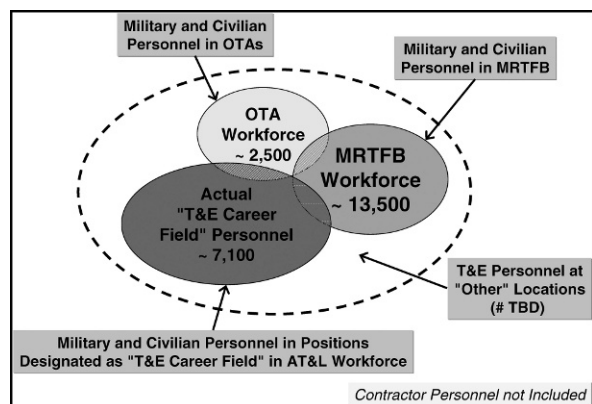 Military and Civilian
Personnel in OTAs
Military and Civilian
Personnel in MRTFB
OTA
Workforce
~ 2,500
MRTFB
Workforce
~ 13,500
Actual
"T&E Career
Field" Personnel
~ 7,100
T&E Personnel at
"Other" Locations
(# TBD)
Military and Civilian Personnel in Positions
Designated as "T&E Career Field" in AT&L Workforce
Contractor Personnel not Included